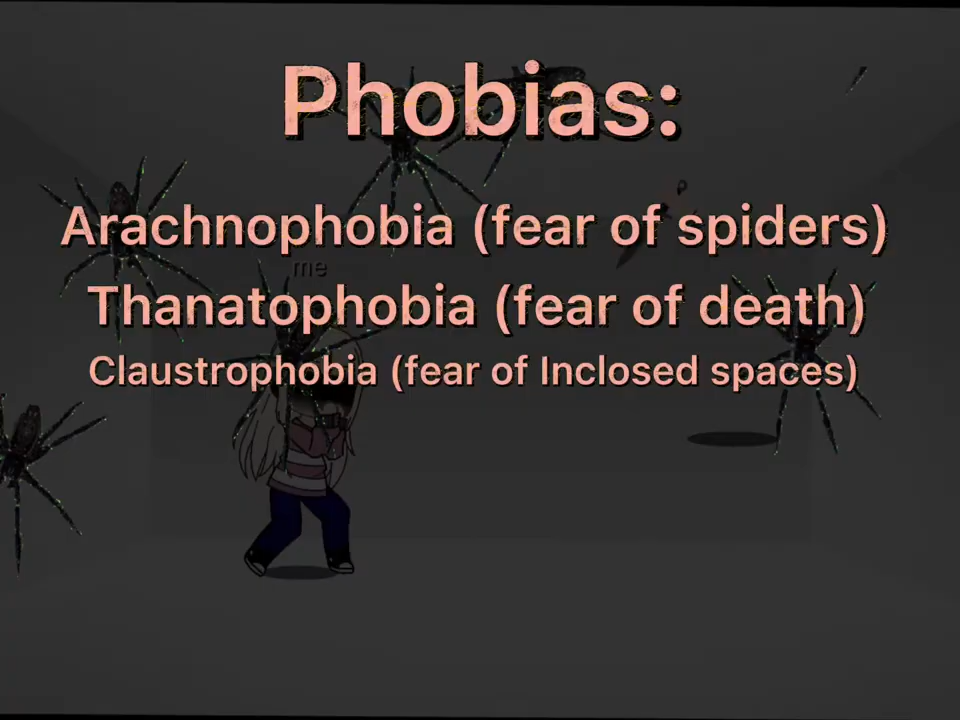 Phobias:
Arachnophobia (fear of spiders)
me
Thanatophobia (fear of death)
Claustrophobia (fear of Inclosed spaces)